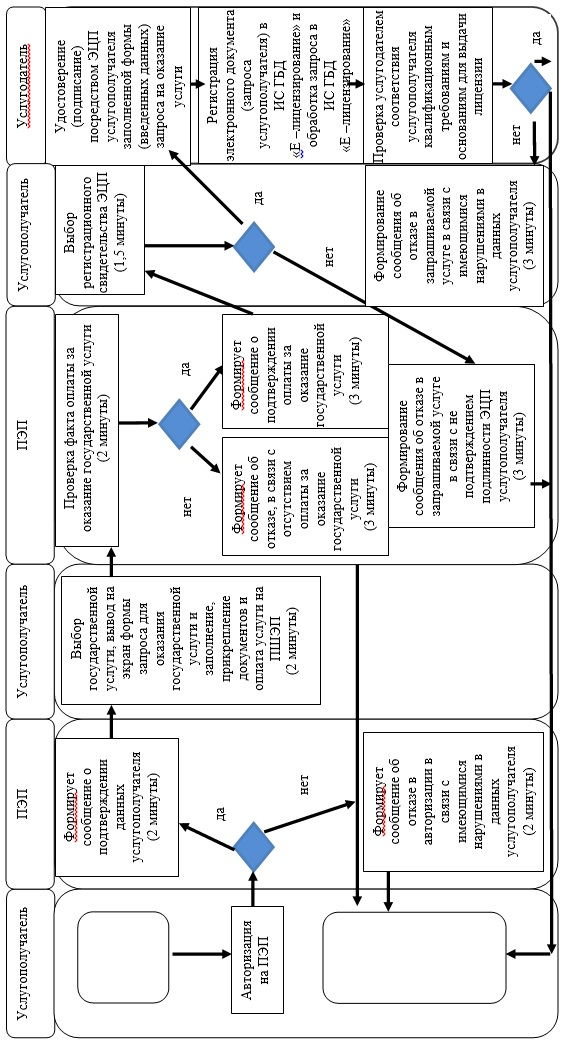 Услугополучатель
ПЭП
Услугополучатель
ПЭП
Услугополучатель
Услугодатель
Авторизация
на ПЭП
да
нет
Формирует
сообщение о
подтверждении
данных
услугополучателя
(2 минуты)
Формирует
сообщение об
отказе в
авторизации в
связи с
имеющимися
нарушениями в
данных
услугополучателя
(2 минуты)
Выбор
государственной
услуги, вывод на
экран формы
запроса для
оказания
государственной
услуги и
заполнение,
прикрепление
документов и
оплата услуги на
ПШЭП
(2 минуты)
Проверка факта оплаты за
оказание государственной услуги
(2 минуты)
да
нет
Формирует
сообщение о
подтверждении
оплаты за
оказание
государственной
услуги
(3 минуты)
Формирует
сообщение об
отказе, в связи с
отсутствием
оплаты за
оказание
государственной
услуги
(3 минуты)
Формирование
сообщения об отказе в
запрашиваемой услуге
в связи с не
подтверждением
подлинности ЭЦП
услугополучателя
(3 минуты)
Выбор
регистрационного
свидетельства ЭЦП
(1,5 минуты)
да
нет
Формирование
сообщения об
отказе в
запрашиваемой
услуге в связи с
имеющимися
нарушениями в
данных
услугополучателя
(3 минуты)
Удостоверение
(подписание)
посредством ЭЦП
услугополучателя
заполненной формы
(введенных данных)
запроса на оказание
услуги
Регистрация
электронного документа
(запроса
услугополучателя) в
ИС ГБД
«Е –лицензирование» и
обработка запроса в
ИС ГБД
«Е –лицензирование»
Проверка услугодателем
соответствия
услугополучателя
квалификационным
требованиям и
основаниям для выдачи
лицензии
да
нет